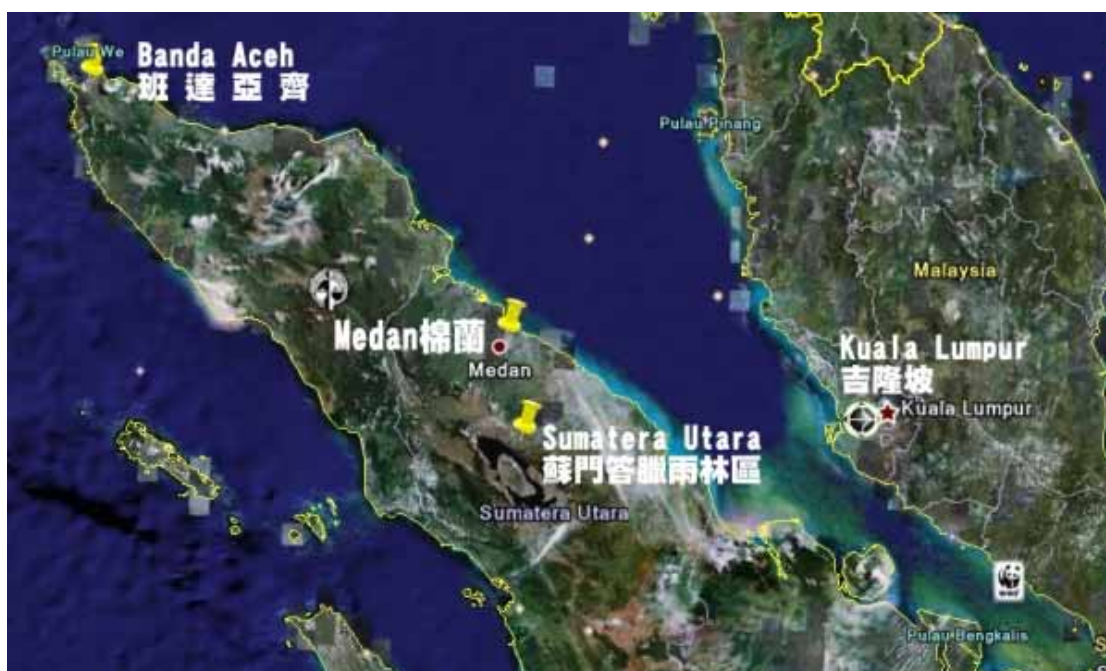 Pulau We
Banda Aceh
班達亞齊
Pulau Pinang
Malaysia
Medan棉蘭
Medan
Kuala Lumpur
吉隆坡
Kuala Lumpur
Sumatera Utara
蘇門答臘雨林區
Sumatera Utara
WWF
Pulau Bengkalis
S